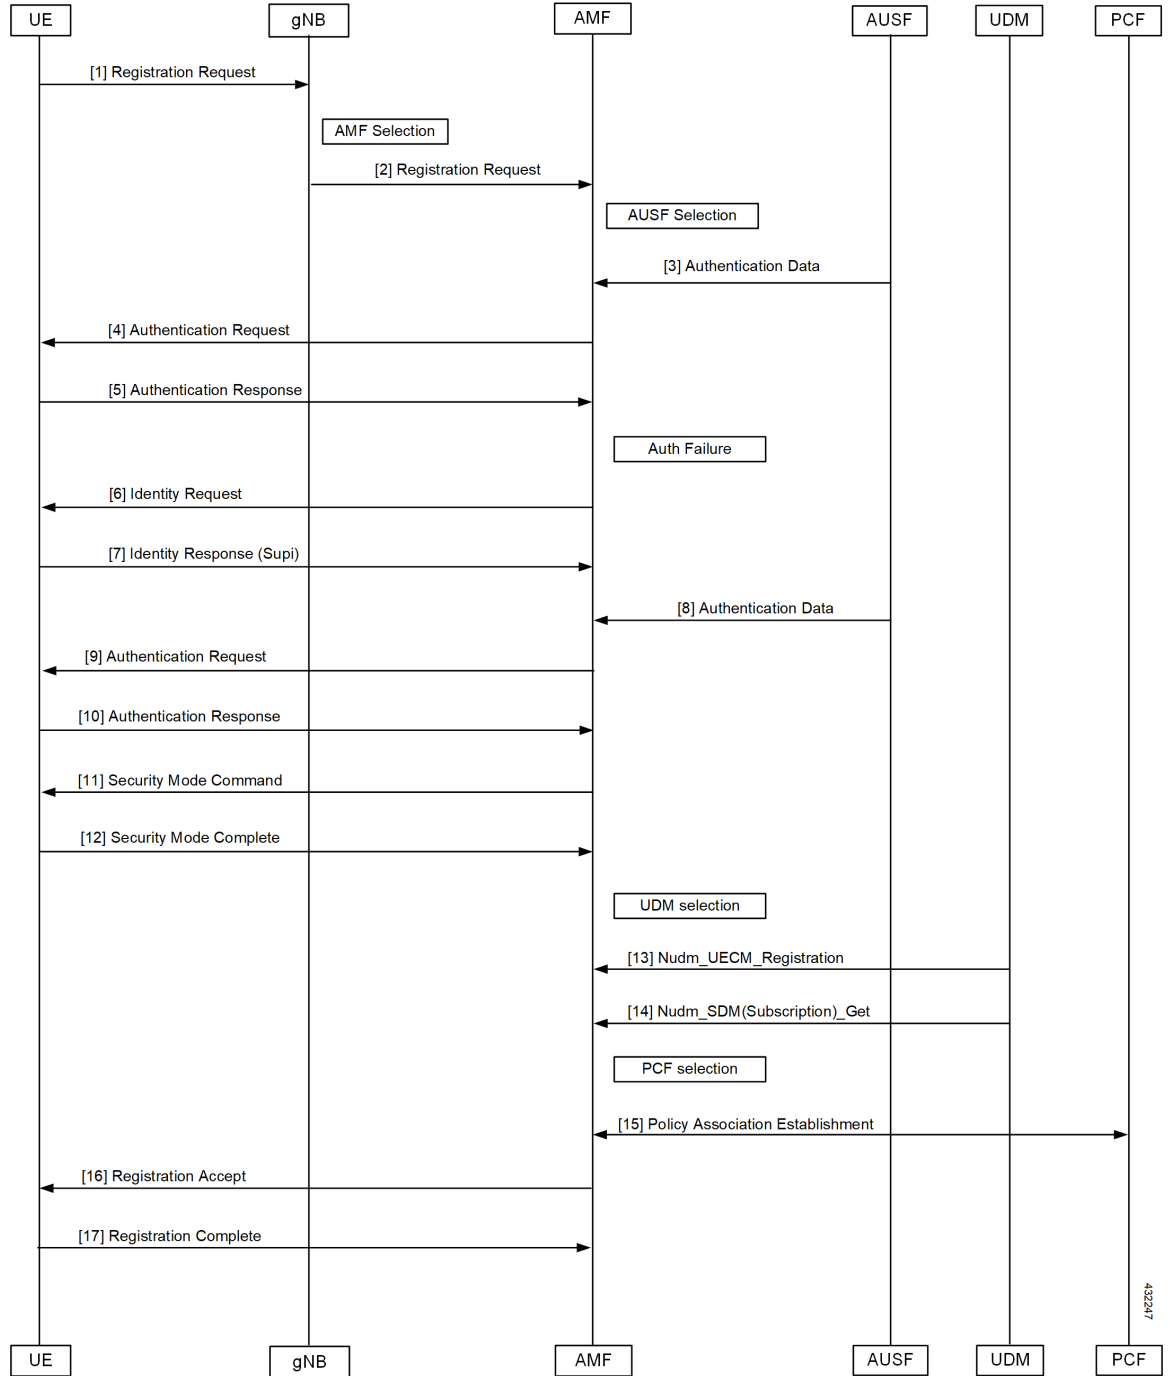 UE gNB AMF AUSF UDM PCF
[1] Registration Request
AMF Selection
[2] Registration Request
AUSF Selection
[3] Authentication Data
[4] Authentication Request
[5] Authentication Response
Auth Failure
[6] Identity Request
[7] Identity Response (Supi)
[8] Authentication Data
[9] Authentication Request
[10] Authentication Response
[11] Security Mode Command
[12] Security Mode Complete
UDM selection
[13] Nudm_UECM_Registration
[14] Nudm_SDM(Subscription)_Get
PCF selection
[15] Policy Association Establishment
[16] Registration Accept
[17] Registration Complete
432247
UE gNB AMF AUSF UDM PCF